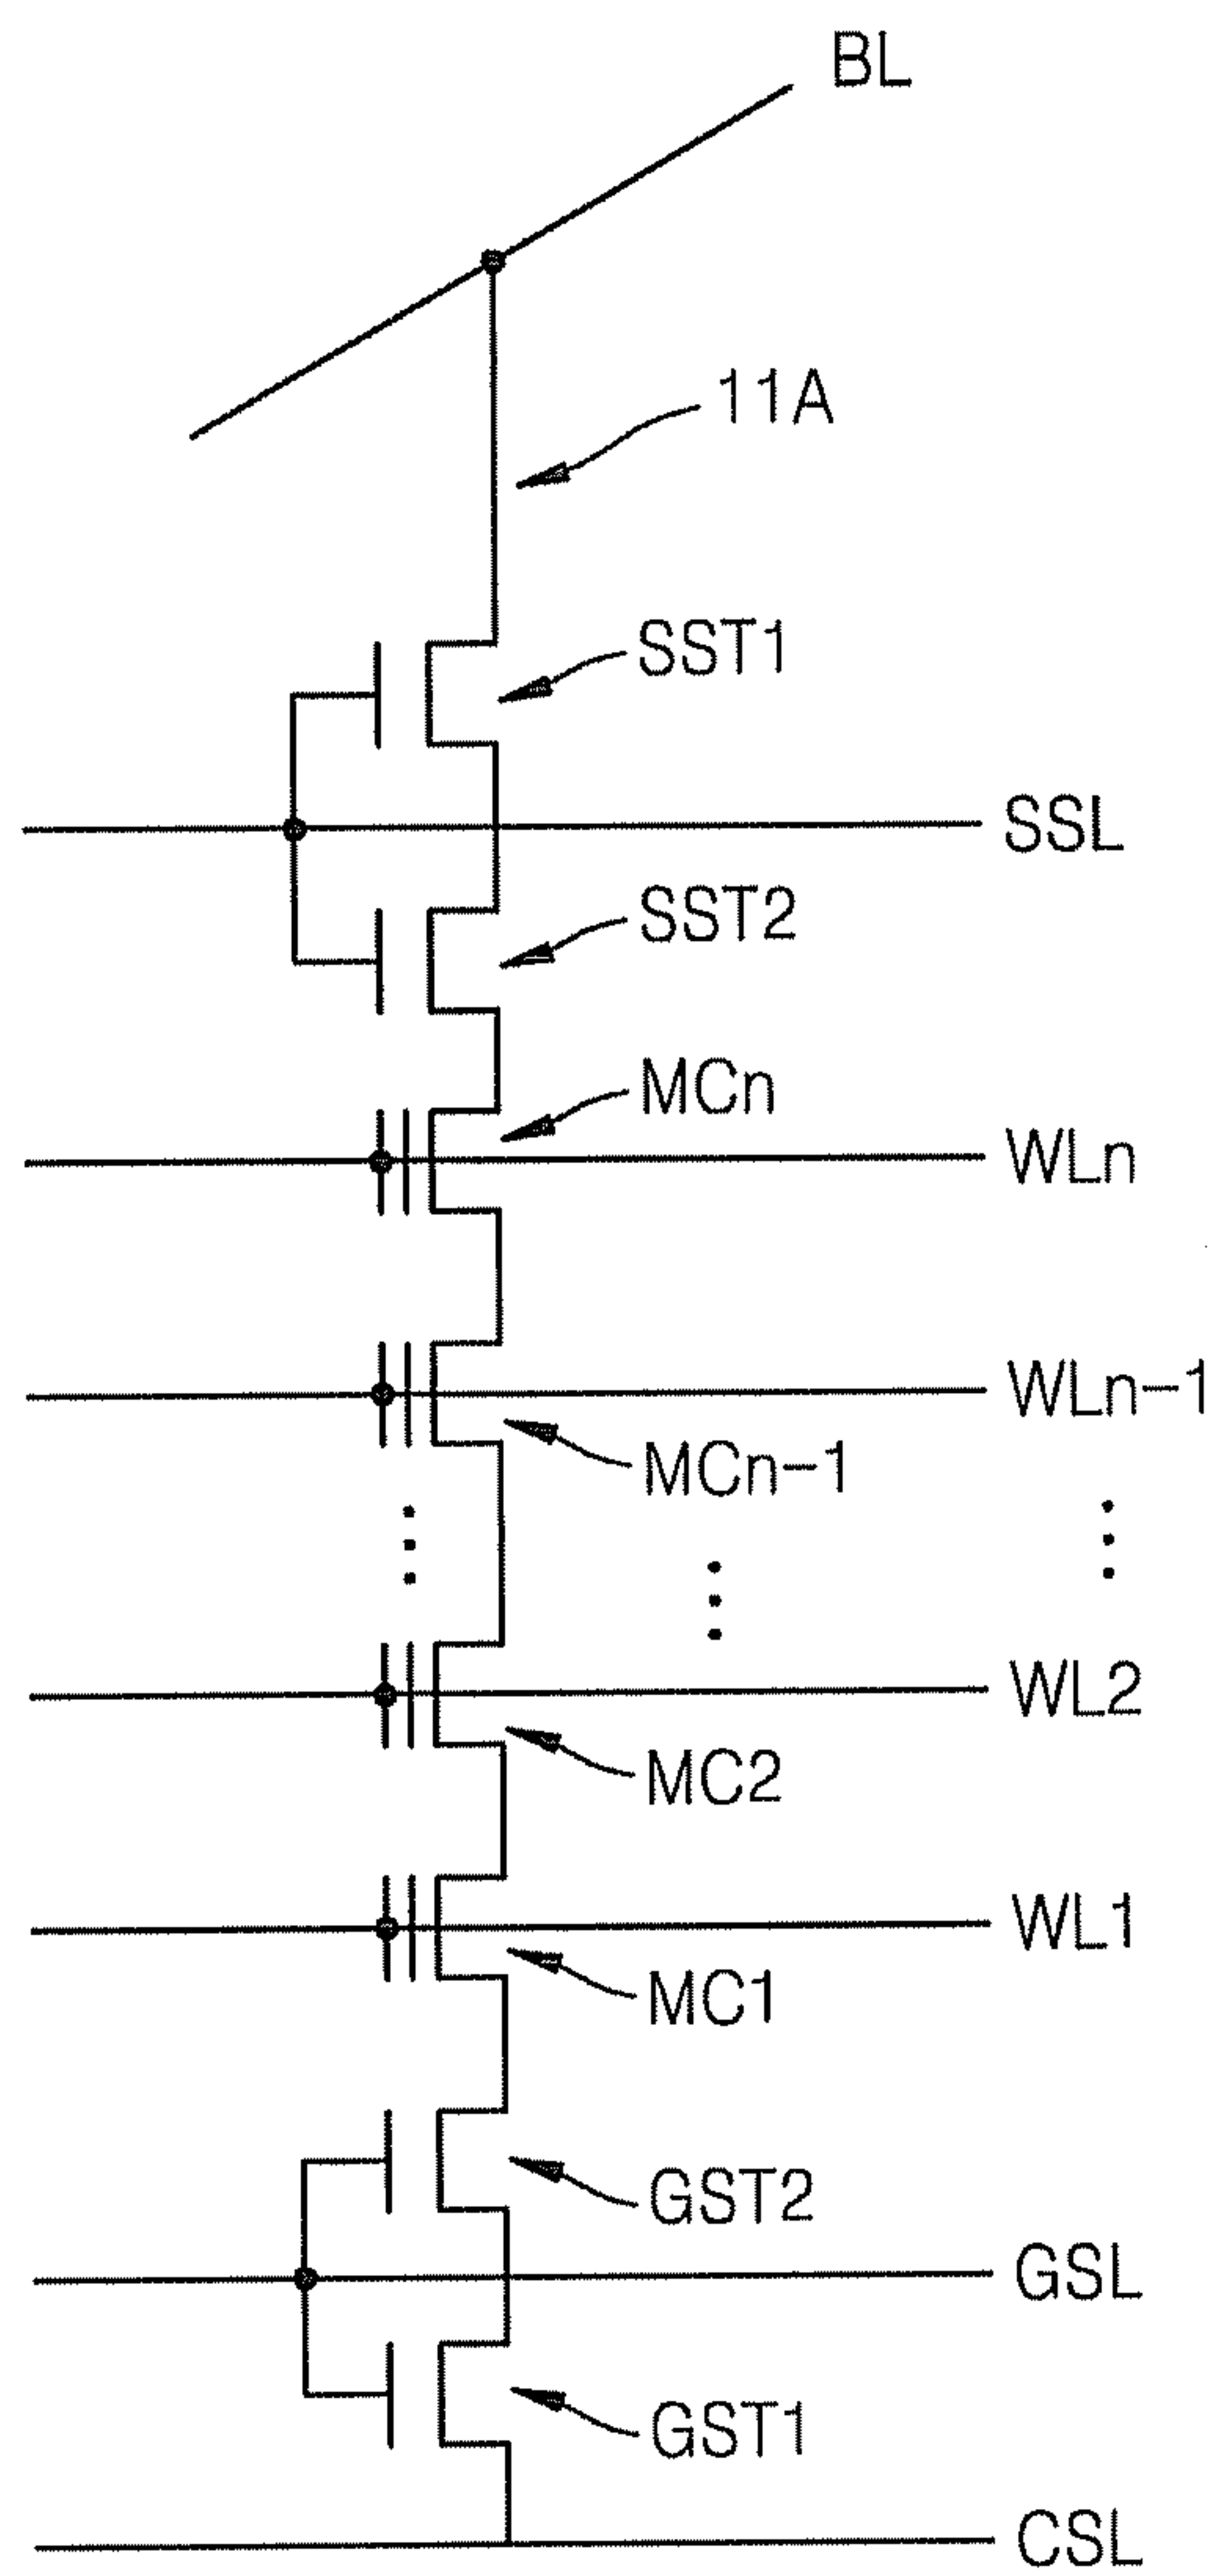 BL
11A
SST1
SSL
SST2
MCn
WLn
WLn-1
MCn-1
WL2
MC2
WL1
MC1
GST2
GSL
GST1
CSL